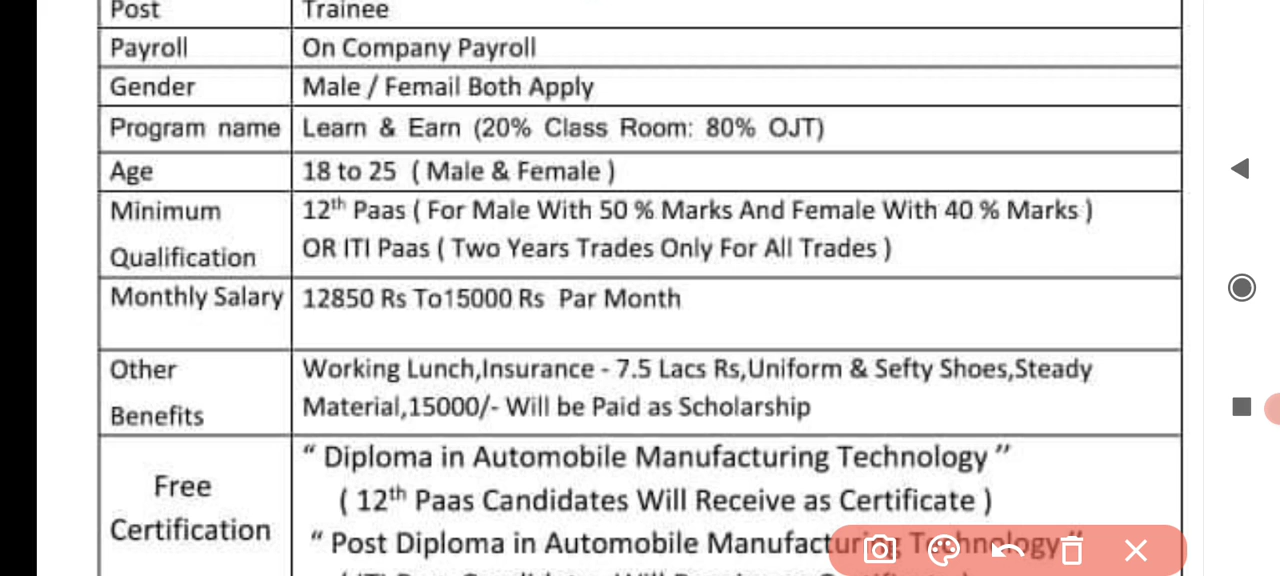 Post Trainee
Payroll On Company Payroll
Gender Male / Femail Both Apply
Program name Learn & Earn (20% Class Room: 80% OJT)
Age 18 to 25 ( Male & Female )
Minimum 12th Paas ( For Male With 50 % Marks And Female With 40 % Marks )
Qualification OR ITI Paas ( Two Years Trades Only For All Trades )
Monthly Salary 12850 Rs To15000 Rs Par Month
Other Working Lunch,Insurance - 7.5 Lacs Rs,Uniform & Sefty Shoes,Steady
Benefits Material,15000/- Will be Paid as Scholarship
“ Diploma in Automobile Manufacturing Technology ”
Free ( 12th Paas Candidates Will Receive as Certificate )
Certification “ Post Diploma in Automobile Manufacturing Technology ”